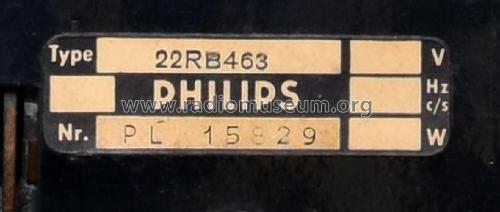 Type 22RB463 V
PHILIPS Hz c/s
www.radiomuseum.org
Nr. PL 15829 W